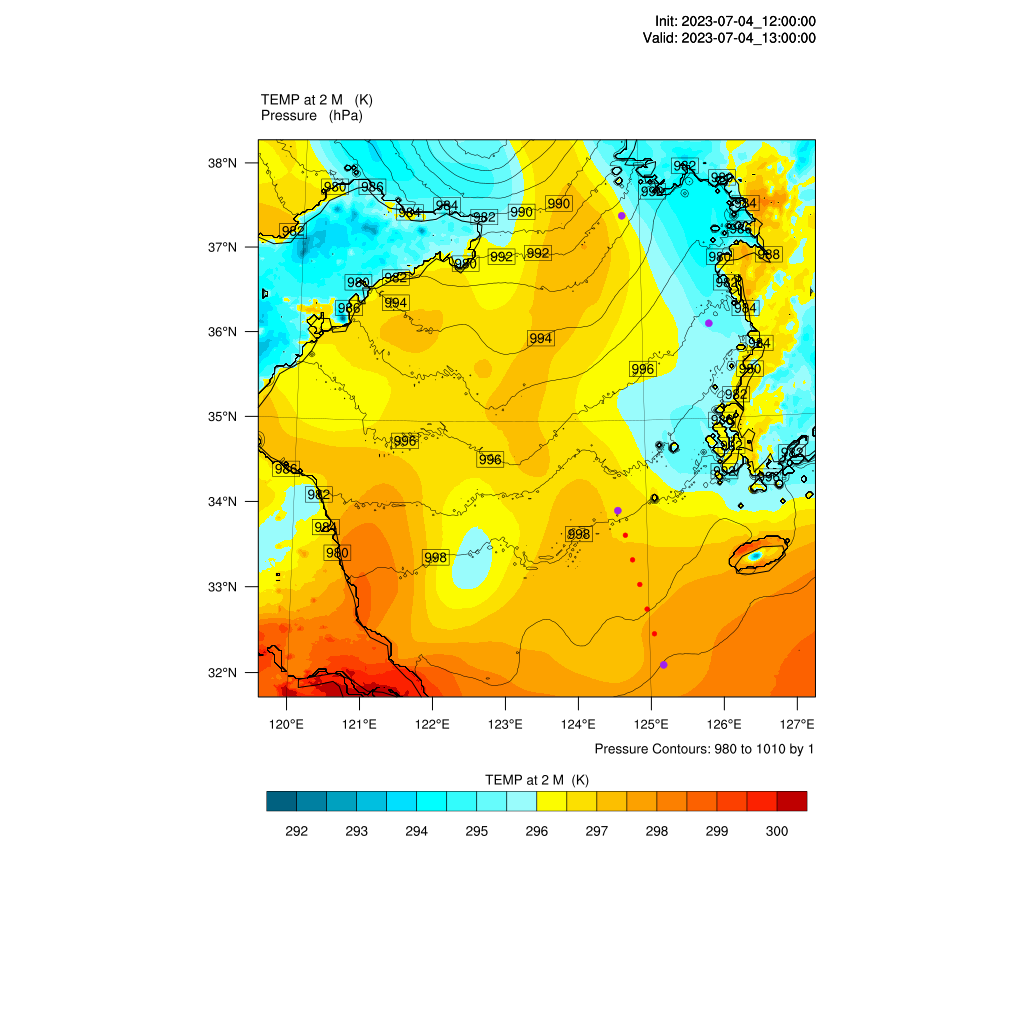 Init: 2023-07-04_12:00:00
Valid: 2023-07-04_13:00:00
TEMP at 2 M (K)
Pressure (hPa)
38°N
37°N
36°N
35°N
34°N
33°N
32°N
980 986 984 984 982 990 990
982
980
982
980 992 992
980 982
986 994
994
996
996
996
986
982
984
980
998
998
982
984
988
984
984
980
982
120°E 121°E 122°E 123°E 124°E 125°E 126°E 127°E
Pressure Contours: 980 to 1010 by 1
TEMP at 2 M (K)
292 293 294 295 296 297 298 299 300